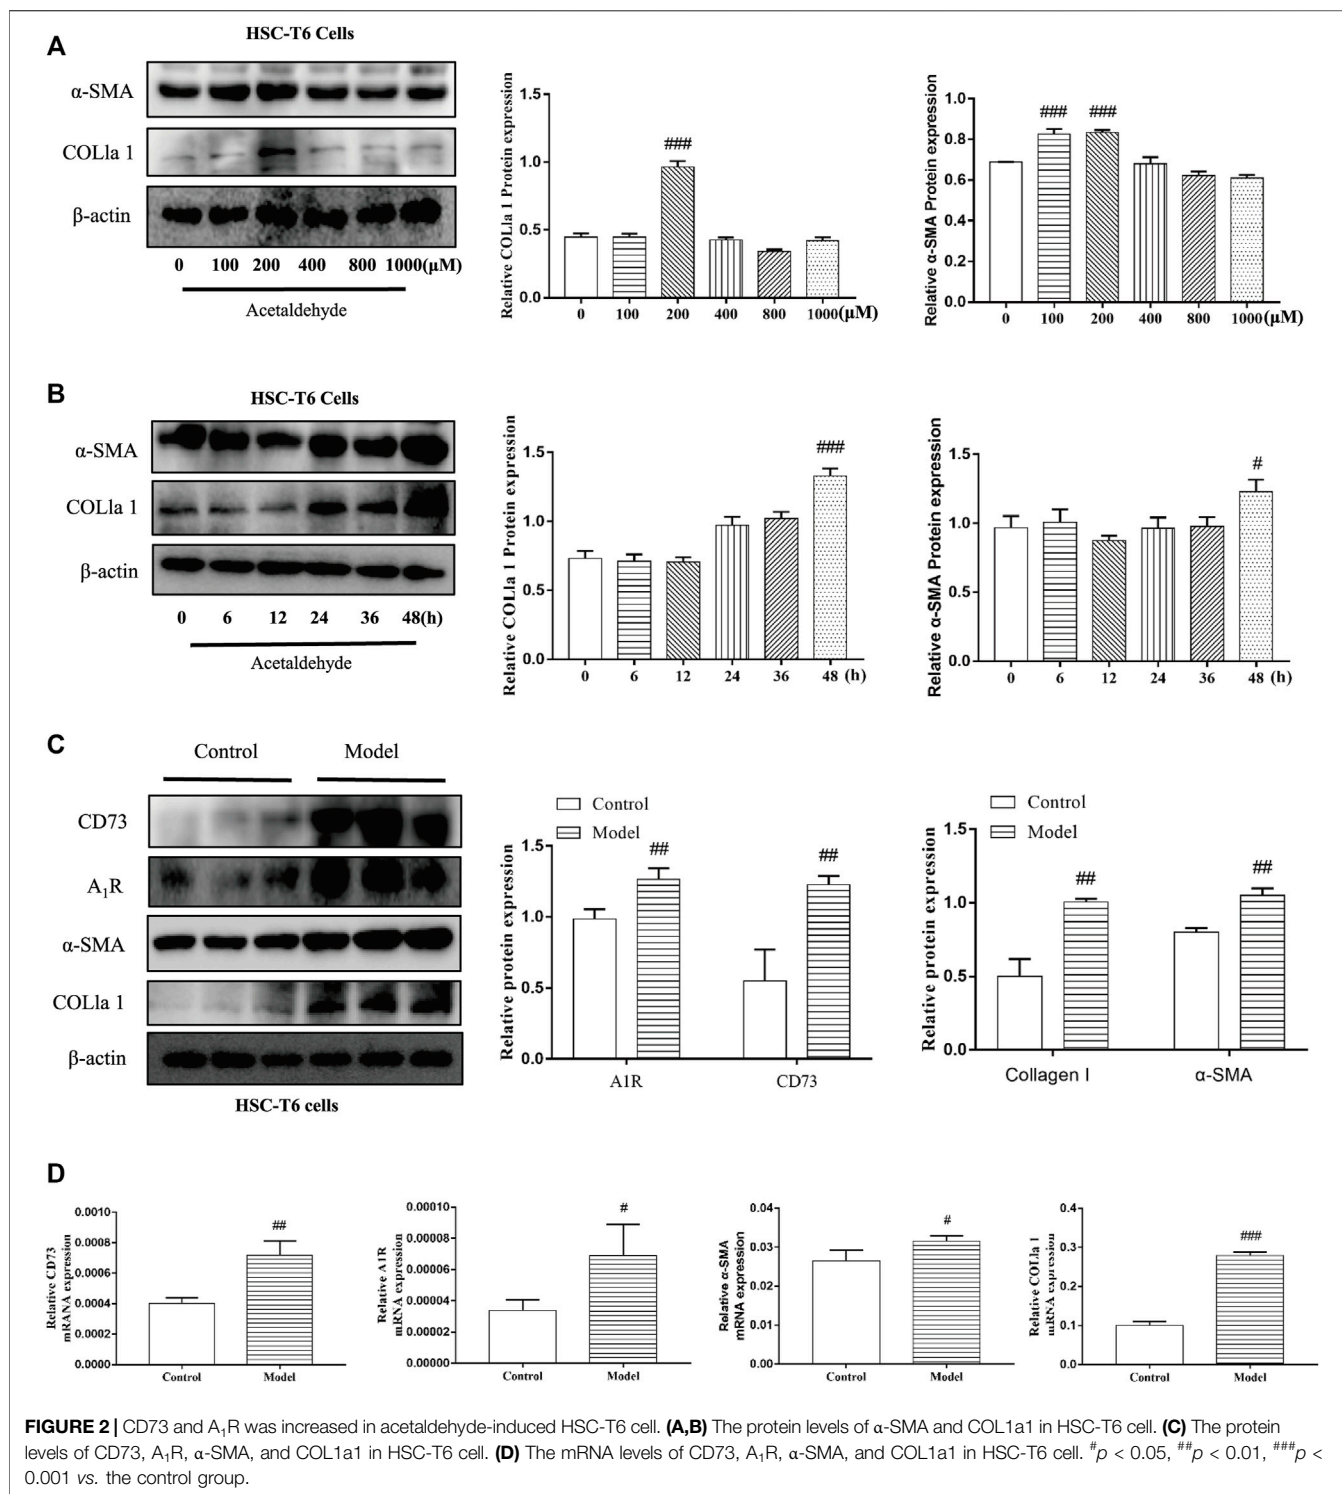 A
HSC-T6 Cells
α-SMA
COLla 1
β-actin
0 100 200 400 800 1000(μM)
Acetaldehyde
Relative COLla 1 Protein expression
1.5
1.0
0.5
0.0
###
0 100 200 400 800 1000(μM)
Relative α-SMA Protein expression
1.0
0.8
0.6
0.4
0.2
0.0
### ###
0 100 200 400 800 1000(μM)
B
HSC-T6 Cells
α-SMA
COLla 1
β-actin
0 6 12 24 36 48(h)
Acetaldehyde
Relative COLla 1 Protein expression
1.5
1.0
0.5
0.0
###
0 6 12 24 36 48 (h)
Relative α-SMA Protein expression
1.5
1.0
0.5
0.0
#
0 6 12 24 36 48 (h)
C
Control Model
CD73
A₁R
α-SMA
COLla 1
β-actin
HSC-T6 cells
Control
Model
Relative protein expression
1.5
1.0
0.5
0.0
## ##
A1R CD73
Control
Model
Relative protein expression
1.5
1.0
0.5
0.0
## ##
Collagen I α-SMA
D
Relative CD73
mRANA expression
0.0010
0.0008
0.0006
0.0004
0.0002
0.0000
##
Control Model
Relative A1R
mRNA expression
0.00010
0.00008
0.00006
0.00004
0.00002
0.00000
#
Control Model
Relative α-SMA
mRNA expression
0.04
0.03
0.02
0.01
0.00
#
Control Model
Relative COLla 1
mRNA expression
0.4
0.3
0.2
0.1
0.0
###
Control Model
FIGURE 2 | CD73 and A₁R was increased in acetaldehyde-induced HSC-T6 cell. (A,B) The protein levels of α-SMA and COL1a1 in HSC-T6 cell. (C) The protein
levels of CD73, A₁R, α-SMA, and COL1a1 in HSC-T6 cell. (D) The mRNA levels of CD73, A₁R, α-SMA, and COL1a1 in HSC-T6 cell. #p < 0.05, ##p < 0.01, ###p <
0.001 vs. the control group.